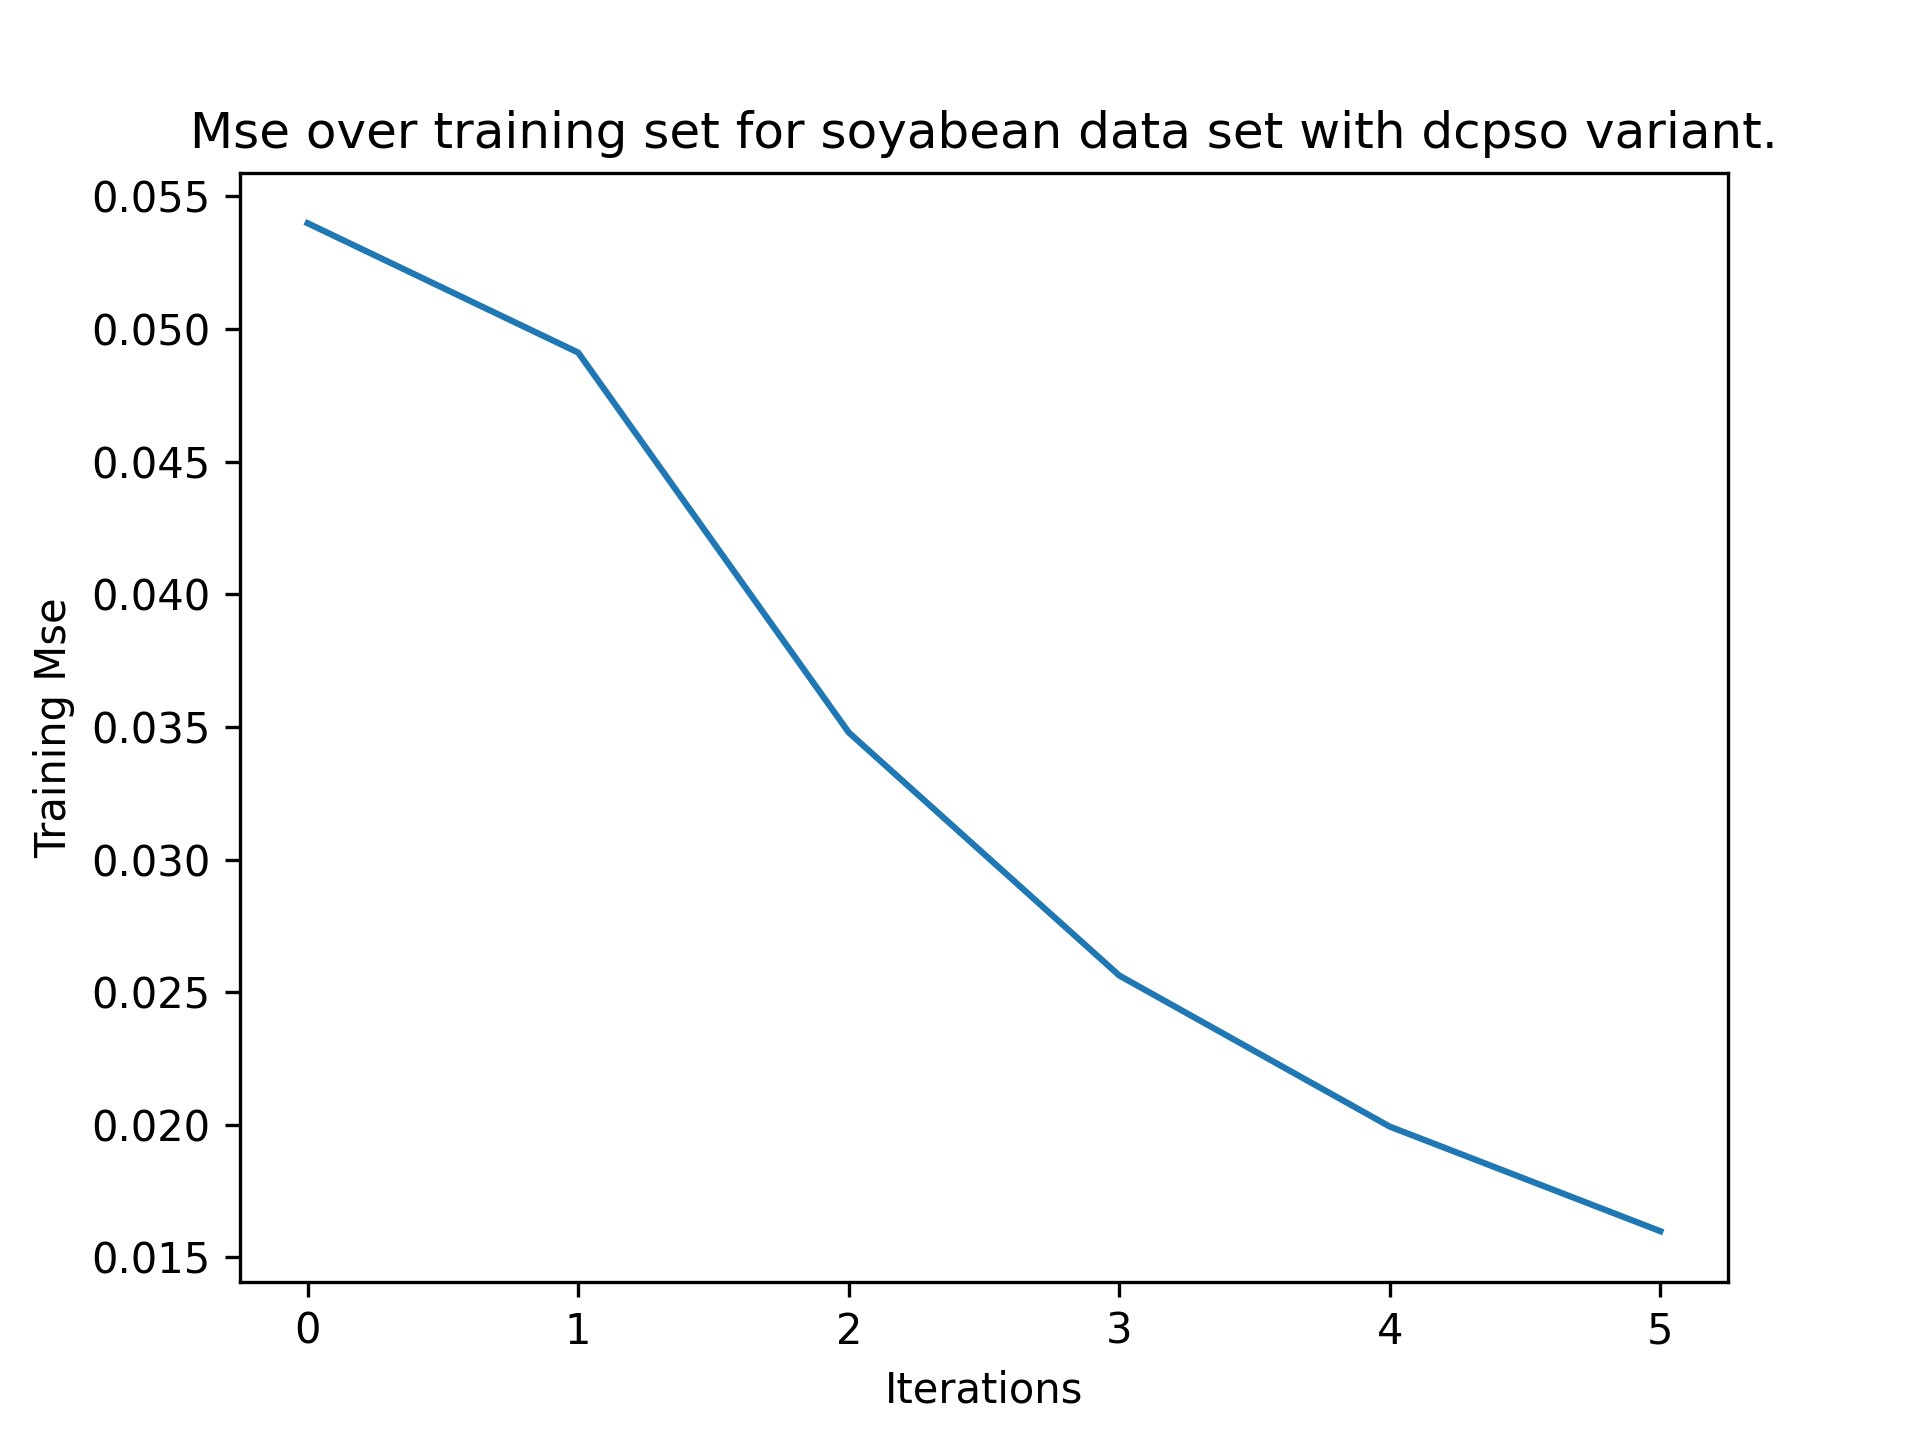 Mse over training set for soyabean data set with dcpso variant.
0.055
0.050
0.045
0.040
0.035
0.030
0.025
0.020
0.015
Training Mse
0 1 2 3 4 5
Iterations